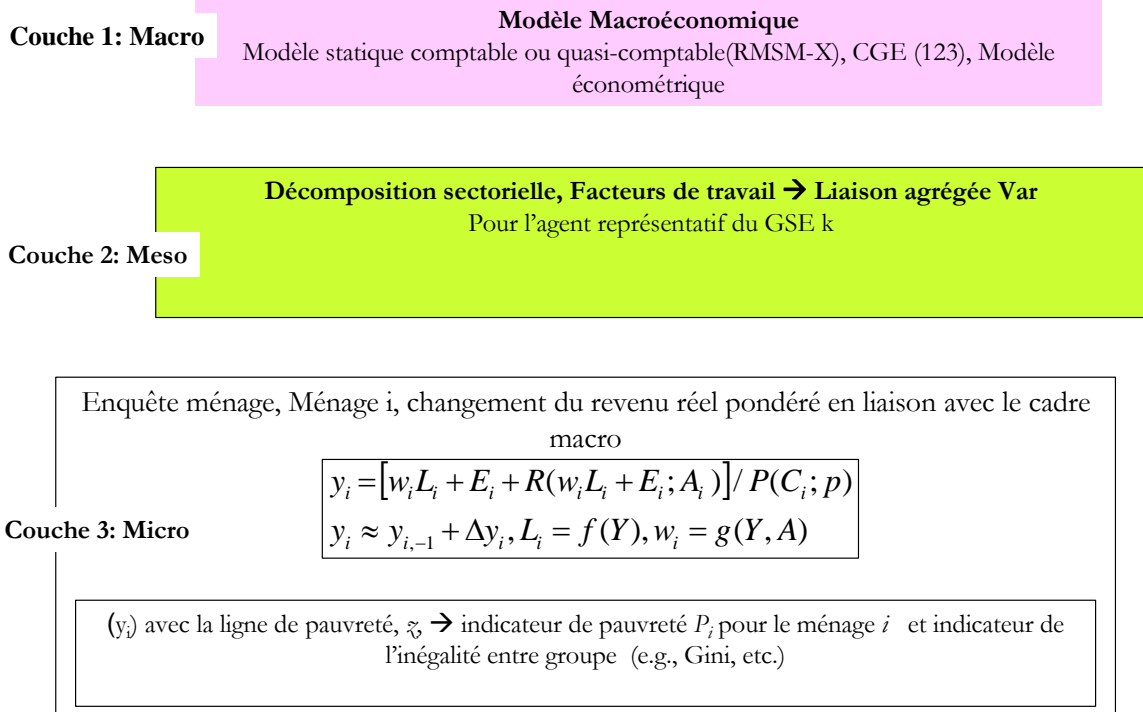 Modèle Macroéconomique
Couche 1: Macro
Modèle statique comptable ou quasi-comptable(RMSM-X), CGE (123), Modèle
économétrique
Décomposition sectorielle, Facteurs de travail ➔ Liaison agrégée Var
Pour l'agent représentatif du GSE k
Couche 2: Meso
Enquête ménage, Ménage i, changement du revenu réel pondéré en liaison avec le cadre
macro
y_i = [w_i L_i + E_i + R(w_i L_i + E_i; A_i)] / P(C_i; p)
y_i ≈ y_{i,−1} + Δy_i, L_i = f(Y), w_i = g(Y, A)
Couche 3: Micro
(y_i) avec la ligne de pauvreté, z, ➔ indicateur de pauvreté P_i pour le ménage i et indicateur de
l'inégalité entre groupe (e.g., Gini, etc.)